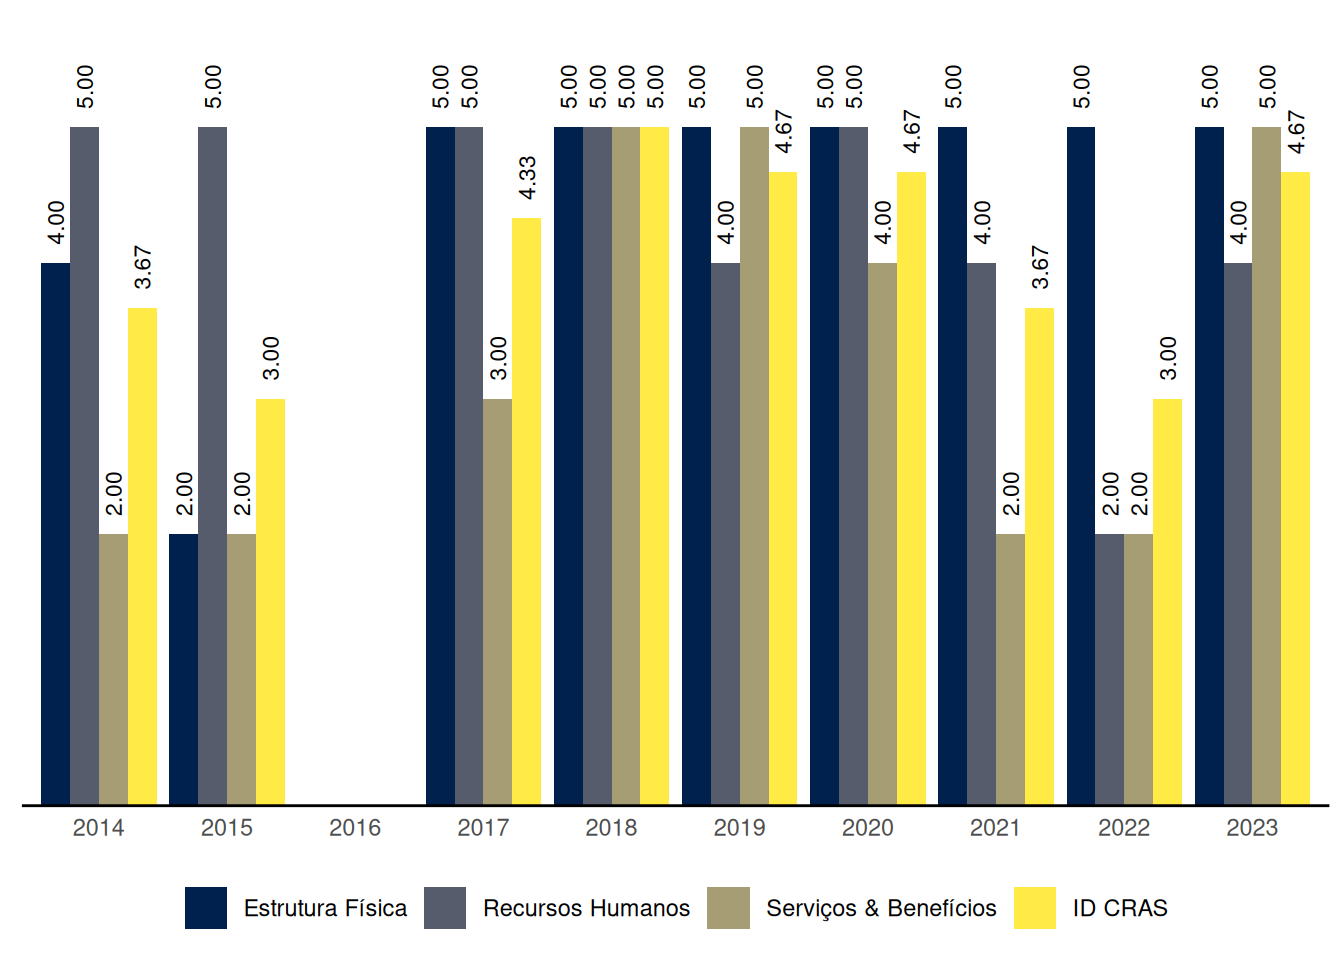 4.00 5.00 2.00 3.67
2.00 5.00 2.00 3.00
5.00 5.00 3.00 4.33
5.00 5.00 5.00 5.00
5.00 4.00 5.00 4.67
5.00 5.00 4.00 4.67
5.00 4.00 2.00 3.67
5.00 2.00 2.00 3.00
5.00 4.00 5.00 4.67
2014 2015 2016 2017 2018 2019 2020 2021 2022 2023
Estrutura Física Recursos Humanos Serviços & Benefícios ID CRAS